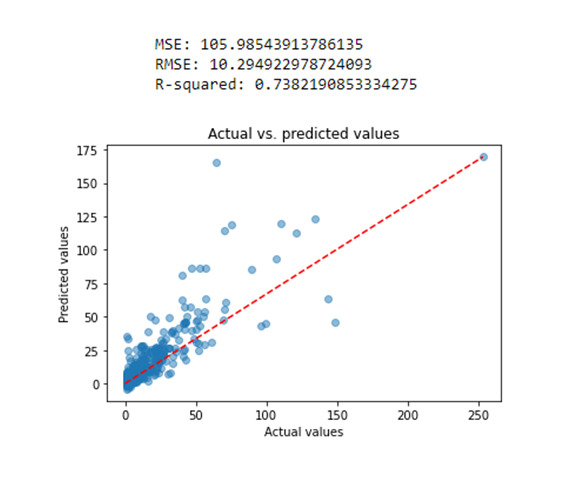 MSE: 105.98543913786135
RMSE: 10.294922978724093
R-squared: 0.7382190853334275
Actual vs. predicted values
175
150
125
100
75
50
25
0
Predicted values
0 50 100 150 200 250
Actual values